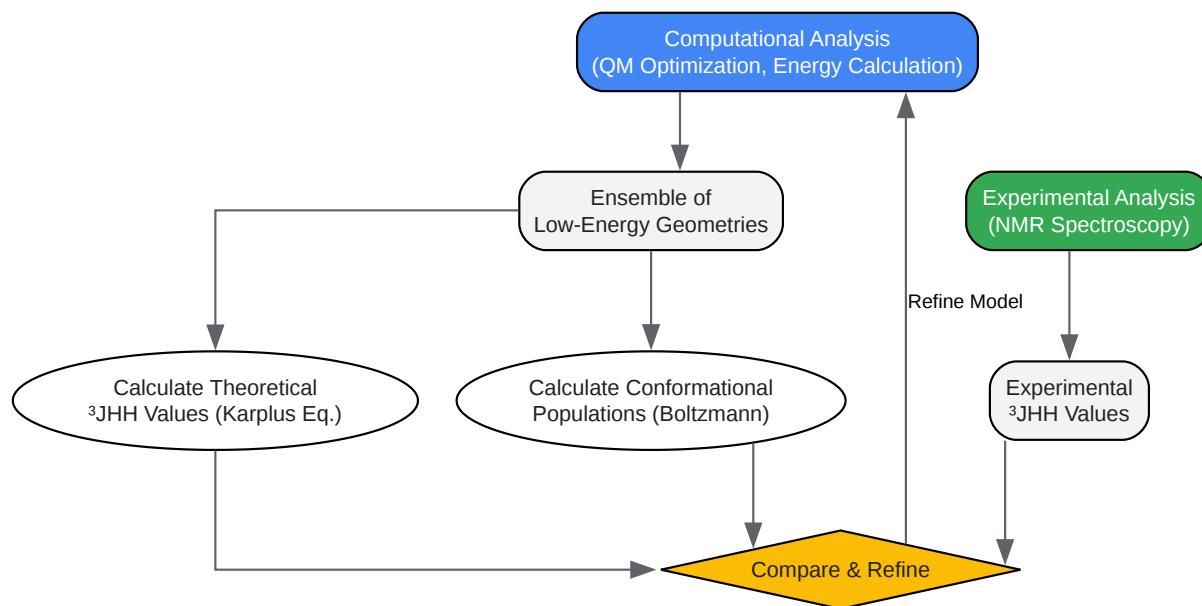 Computational Analysis
(QM Optimization, Energy Calculation)
Ensemble of
Low-Energy Geometries
Experimental Analysis
(NMR Spectroscopy)
Refine Model
Calculate Theoretical
³JHH Values (Karplus Eq.)
Calculate Conformational
Populations (Boltzmann)
Experimental
³JHH Values
Compare & Refine